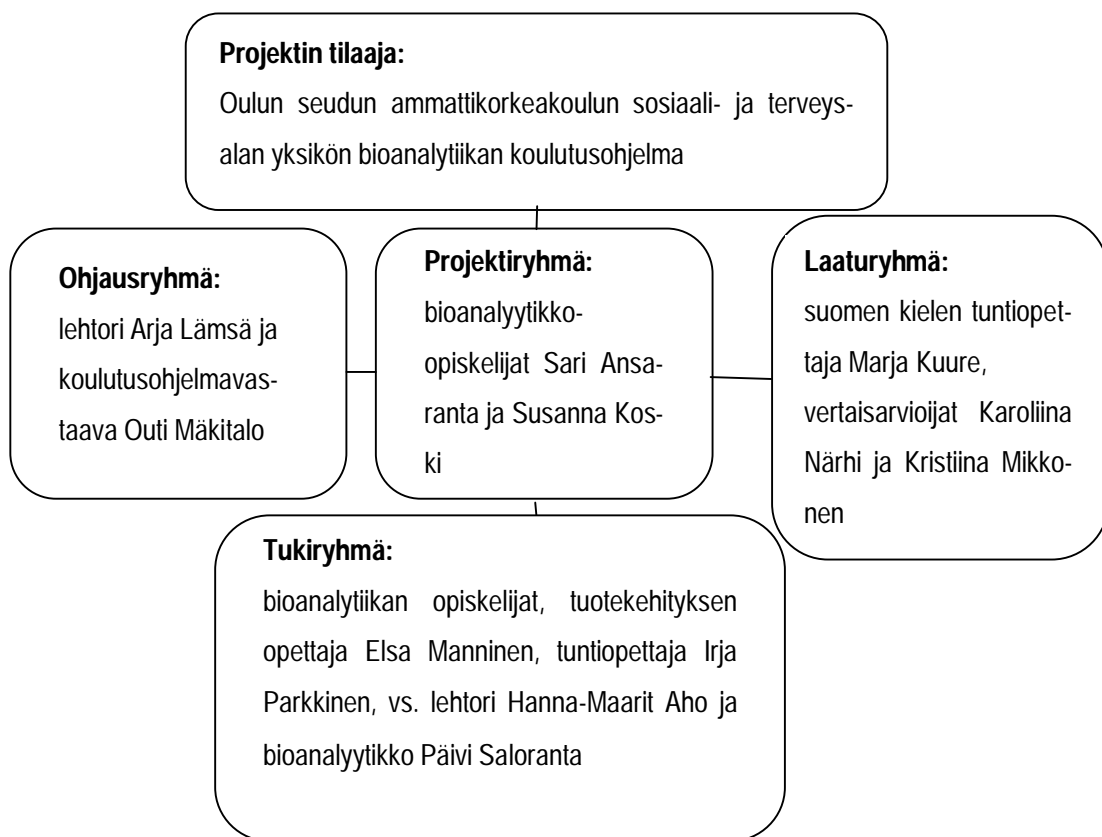 Projektin tilaaja:
Oulun seudun ammattikorkeakoulun sosiaali- ja terveys-
alan yksikön bioanalytiikan koulutusohjelma
Ohjausryhmä:
lehtori Arja Lämsä ja
koulutusohjelmavas-
taava Outi Mäkitalo
Projektiryhmä:
bioanalyytikko-
opiskelijat Sari Ansa-
ranta ja Susanna Kos-
ki
Laaturyhmä:
suomen kielen tuntiopet-
taja Marja Kuure,
vertaisarvioijat Karoliina
Närhi ja Kristiina Mikko-
nen
Tukiryhmä:
bioanalytiikan opiskelijat, tuotekehityksen
opettaja Elsa Manninen, tuntiopettaja Irja
Parkkinen, vs. lehtori Hanna-Maarit Aho ja
bioanalyytikko Päivi Saloranta